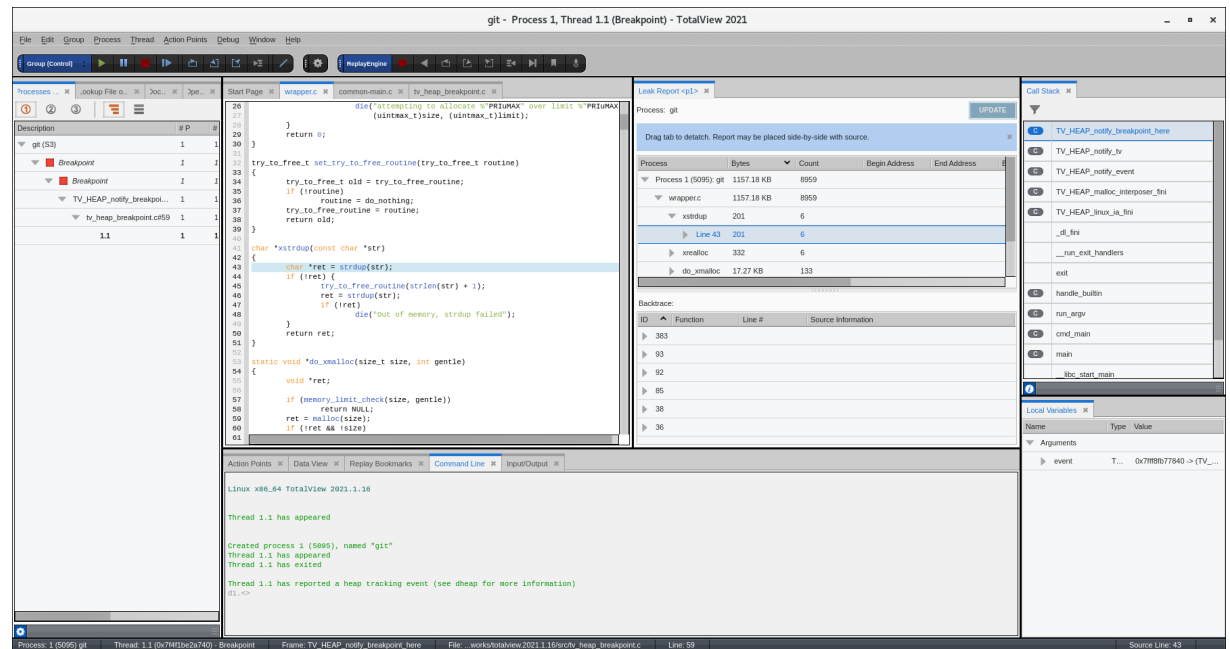 git - Process 1, Thread 1.1 (Breakpoint) - TotalView 2021
File Edit Group Process Thread Action Points Debug Window Help
Group (Control)
ReplayEngine
Processes ...
.ookup File o..
Description
# P
#
git (S3) 1 1
Breakpoint 1 1
Breakpoint 1 1
TV_HEAP_notify_breakpoi... 1 1
tv_heap_breakpoint.c#59 1 1
1.1 1 1
Start Page wrapper.c common-main.c tv_heap_breakpoint.c
26 die("attempting to allocate %"PRIuMAX" over limit %"PRIuMAX
27 (uintmax_t)size, (uintmax_t)limit);
28 }
29 return 0;
30 }
31
32 try_to_free_t set_try_to_free_routine(try_to_free_t routine)
33 {
34 try_to_free_t old = try_to_free_routine;
35 if (!routine)
36 routine = do_nothing;
37 try_to_free_routine = routine;
38 return old;
39 }
40
41 char *xstrdup(const char *str)
42 {
43 char *ret = strdup(str);
44 if (!ret) {
45 try_to_free_routine(strlen(str) + 1);
46 ret = strdup(str);
47 if (!ret)
48 die("Out of memory, strdup failed");
49 }
50 return ret;
51 }
52
53 static void *do_xmalloc(size_t size, int gentle)
54 {
55 void *ret;
56
57 if (memory_limit_check(size, gentle))
58 return NULL;
59 ret = malloc(size);
60 if (!ret && !size)
61
Leak Report <p1>
Process: git
UPDATE
Drag tab to detatch. Report may be placed side-by-side with source.
Process Bytes Count Begin Address End Address
Process 1 (5095): git 1157.18 KB 8959
wrapper.c 1157.18 KB 8959
xstrdup 201 6
Line 43 201 6
xrealloc 332 6
do_xmalloc 17.27 KB 133
Backtrace:
ID Function Line # Source Information
383
93
92
85
38
36
Call Stack
C TV_HEAP_notify_breakpoint_here
C TV_HEAP_notify_tv
C TV_HEAP_notify_event
C TV_HEAP_malloc_interposer_fini
C TV_HEAP_linux_ia_fini
_dl_fini
__run_exit_handlers
exit
C handle_builtin
C run_argv
C cmd_main
C main
__libc_start_main
Local Variables
Name Type Value
Arguments
event T... 0x7fff8fb77840 -> (TV_...
Action Points Data View Replay Bookmarks Command Line Input/Output
Linux x86_64 TotalView 2021.1.16
Thread 1.1 has appeared
Created process 1 (5095), named "git"
Thread 1.1 has appeared
Thread 1.1 has exited
Thread 1.1 has reported a heap tracking event (see dheap for more information)
d1.<>
Process: 1 (5095) git Thread: 1.1 (0x7f4f1be2a740) - Breakpoint Frame: TV_HEAP_notify_breakpoint_here File: ...works/totalview.2021.1.16/src/tv_heap_breakpoint.c Line: 59 Source Line: 43